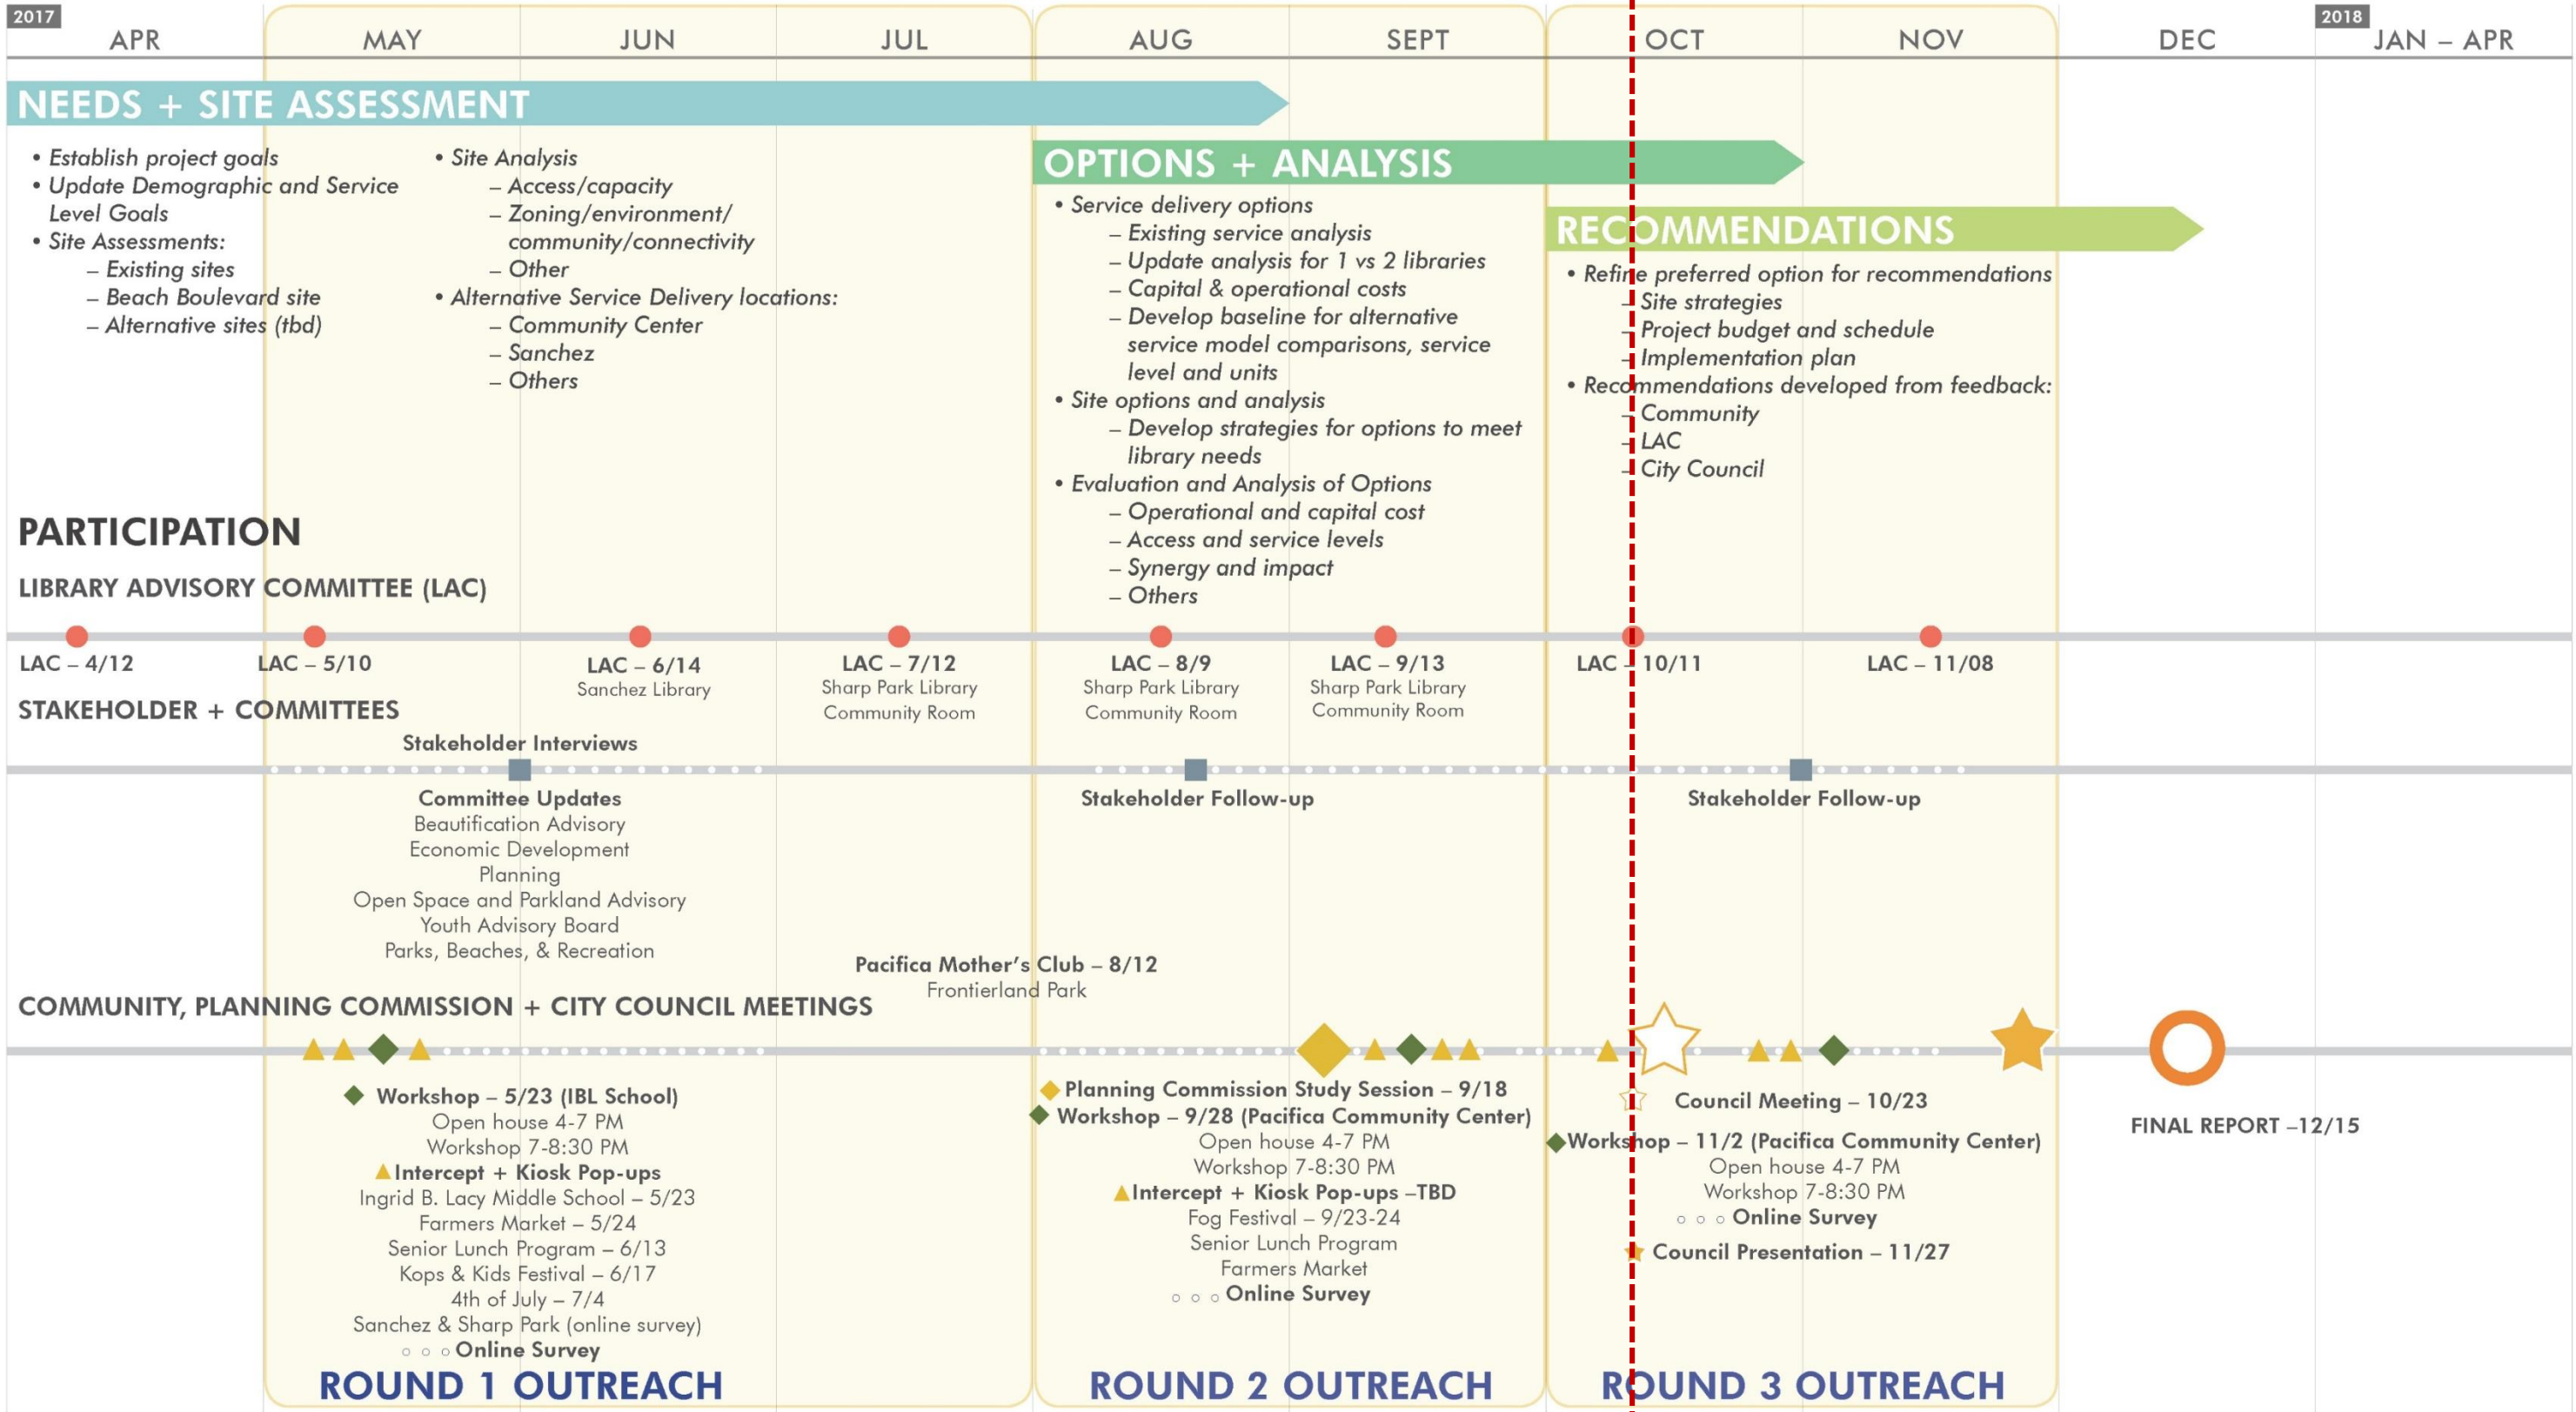 2017
2018
APR
MAY
JUN
JUL
AUG
SEPT
OCT
NOV
DEC
JAN – APR
NEEDS + SITE ASSESSMENT
• Establish project goals
• Update Demographic and Service
Level Goals
• Site Assessments:
– Existing sites
– Beach Boulevard site
– Alternative sites (tbd)
• Site Analysis
– Access/capacity
– Zoning/environment/
community/connectivity
– Other
• Alternative Service Delivery locations:
– Community Center
– Sanchez
– Others
OPTIONS + ANALYSIS
• Service delivery options
– Existing service analysis
– Update analysis for 1 vs 2 libraries
– Capital & operational costs
– Develop baseline for alternative
service model comparisons, service
level and units
• Site options and analysis
– Develop strategies for options to meet
library needs
• Evaluation and Analysis of Options
– Operational and capital cost
– Access and service levels
– Synergy and impact
– Others
RECOMMENDATIONS
• Refine preferred option for recommendations
– Site strategies
– Project budget and schedule
– Implementation plan
• Recommendations developed from feedback:
– Community
– LAC
– City Council
PARTICIPATION
LIBRARY ADVISORY COMMITTEE (LAC)
LAC – 4/12
LAC – 5/10
LAC – 6/14
Sanchez Library
LAC – 7/12
Sharp Park Library
Community Room
LAC – 8/9
Sharp Park Library
Community Room
LAC – 9/13
Sharp Park Library
Community Room
LAC – 10/11
LAC – 11/08
STAKEHOLDER + COMMITTEES
Stakeholder Interviews
Committee Updates
Beautification Advisory
Economic Development
Planning
Open Space and Parkland Advisory
Youth Advisory Board
Parks, Beaches, & Recreation
Stakeholder Follow-up
Stakeholder Follow-up
Pacifica Mother's Club – 8/12
Frontierland Park
COMMUNITY, PLANNING COMMISSION + CITY COUNCIL MEETINGS
Workshop – 5/23 (IBL School)
Open house 4-7 PM
Workshop 7-8:30 PM
Intercept + Kiosk Pop-ups
Ingrid B. Lacy Middle School – 5/23
Farmers Market – 5/24
Senior Lunch Program – 6/13
Kops & Kids Festival – 6/17
4th of July – 7/4
Sanchez & Sharp Park (online survey)
Online Survey
ROUND 1 OUTREACH
Planning Commission Study Session – 9/18
Workshop – 9/28 (Pacifica Community Center)
Open house 4-7 PM
Workshop 7-8:30 PM
Intercept + Kiosk Pop-ups –TBD
Fog Festival – 9/23-24
Senior Lunch Program
Farmers Market
Online Survey
ROUND 2 OUTREACH
Council Meeting – 10/23
Workshop – 11/2 (Pacifica Community Center)
Open house 4-7 PM
Workshop 7-8:30 PM
Online Survey
Council Presentation – 11/27
ROUND 3 OUTREACH
FINAL REPORT –12/15